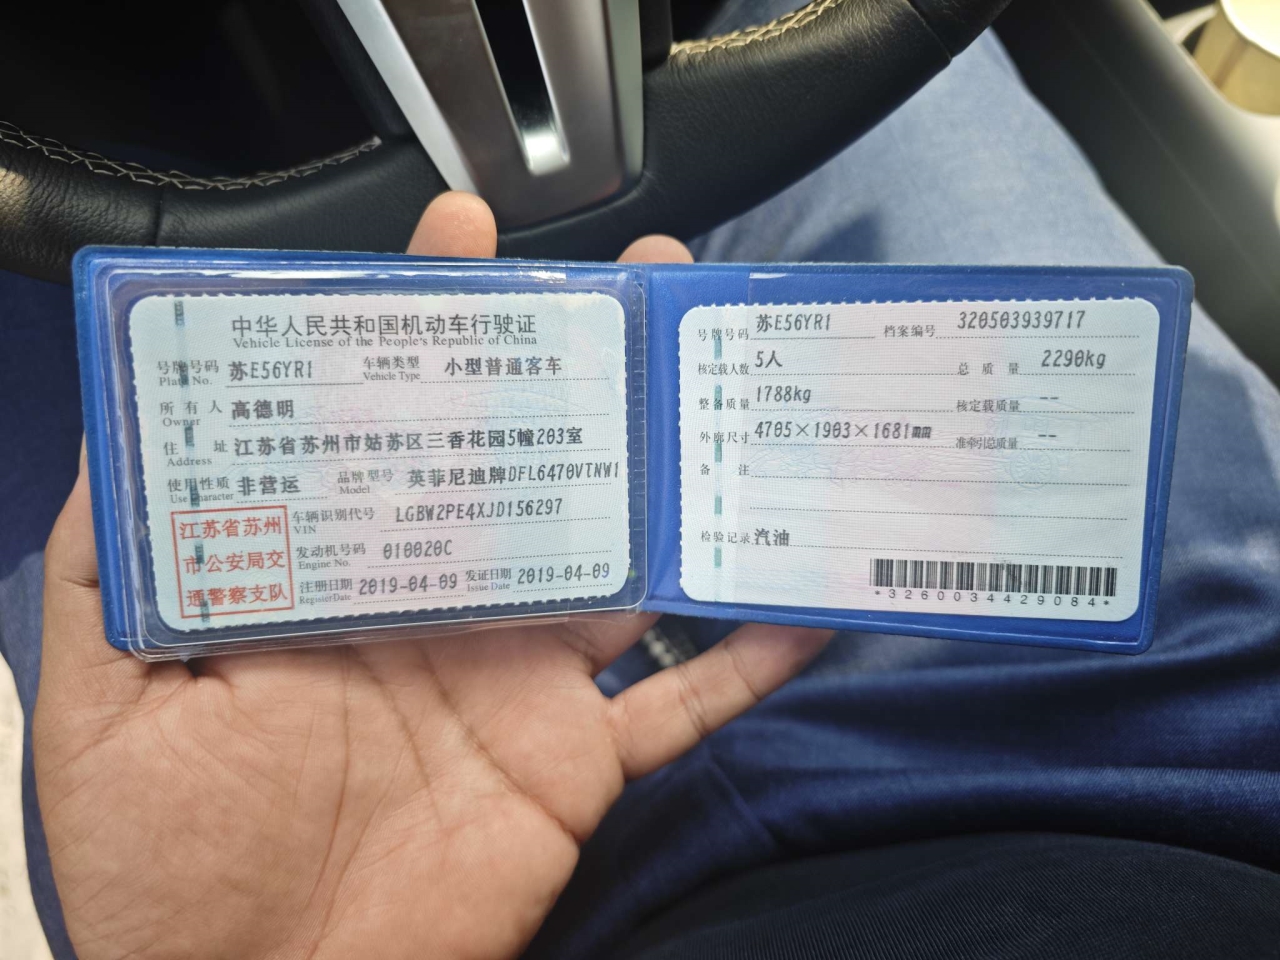 中华人民共和国机动车行驶证
Vehicle License of the People's Republic of China
号牌号码 苏E56YR1 车辆类型 小型普通客车
Plate No. Vehicle Type
所有人 高德明
Owner
住址 江苏省苏州市姑苏区三香花园5幢203室
Address
使用性质 非营运 品牌型号 英菲尼迪牌DFL6470VTNW1
Use Character Model
江苏省苏州
市公安局交
通警察支队
车辆识别代号 LGBW2PE4XJD156297
VIN
发动机号码 010020C
Engine No.
注册日期 2019-04-09 发证日期 2019-04-09
Register Date Issue Date
号牌号码 苏E56YR1 档案编号 320503939717
核定载人数 5人 总质量 2290kg
整备质量 1788kg 核定载质量 --
外廓尺寸 4705×1903×1681mm 准牵引总质量 --
备注
检验记录 汽油
*3260034429084*